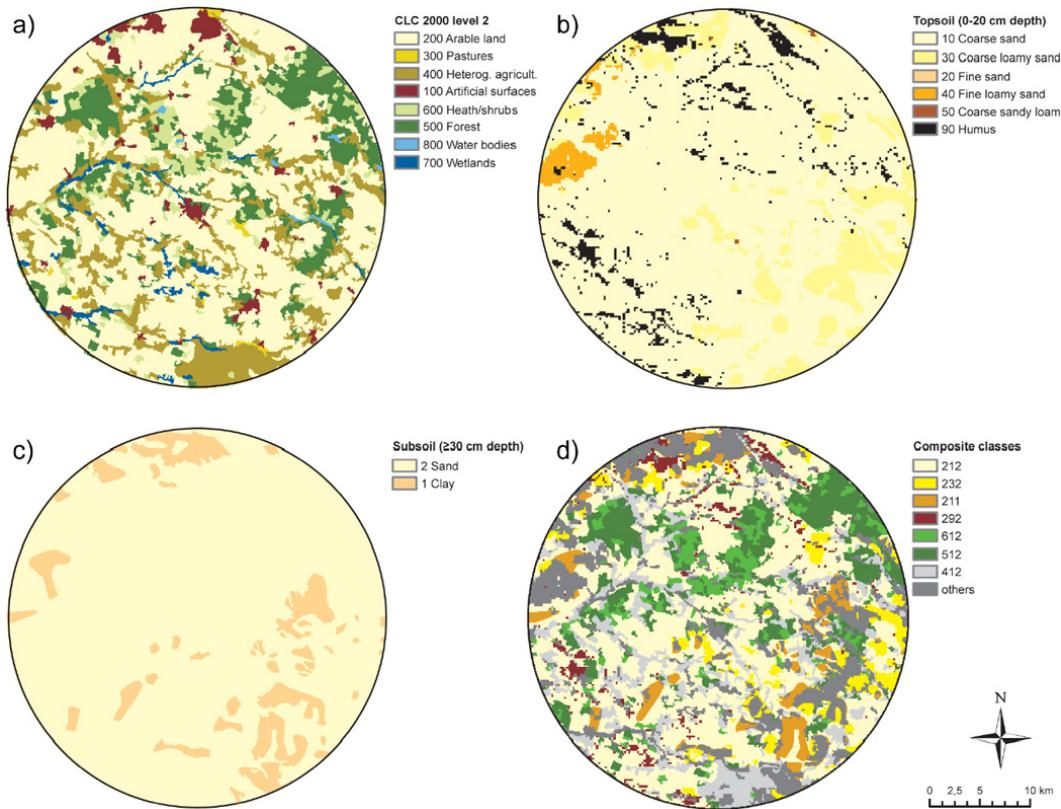 a)
CLC 2000 level 2
200 Arable land
300 Pastures
400 Heterog. agricult.
100 Artificial surfaces
600 Heath/shrubs
500 Forest
800 Water bodies
700 Wetlands
b)
Topsoil (0-20 cm depth)
10 Coarse sand
30 Coarse loamy sand
20 Fine sand
40 Fine loamy sand
50 Coarse sandy loam
90 Humus
c)
Subsoil (≥30 cm depth)
2 Sand
1 Clay
d)
Composite classes
212
232
211
292
612
512
412
others
N
0 2,5 5 10 km